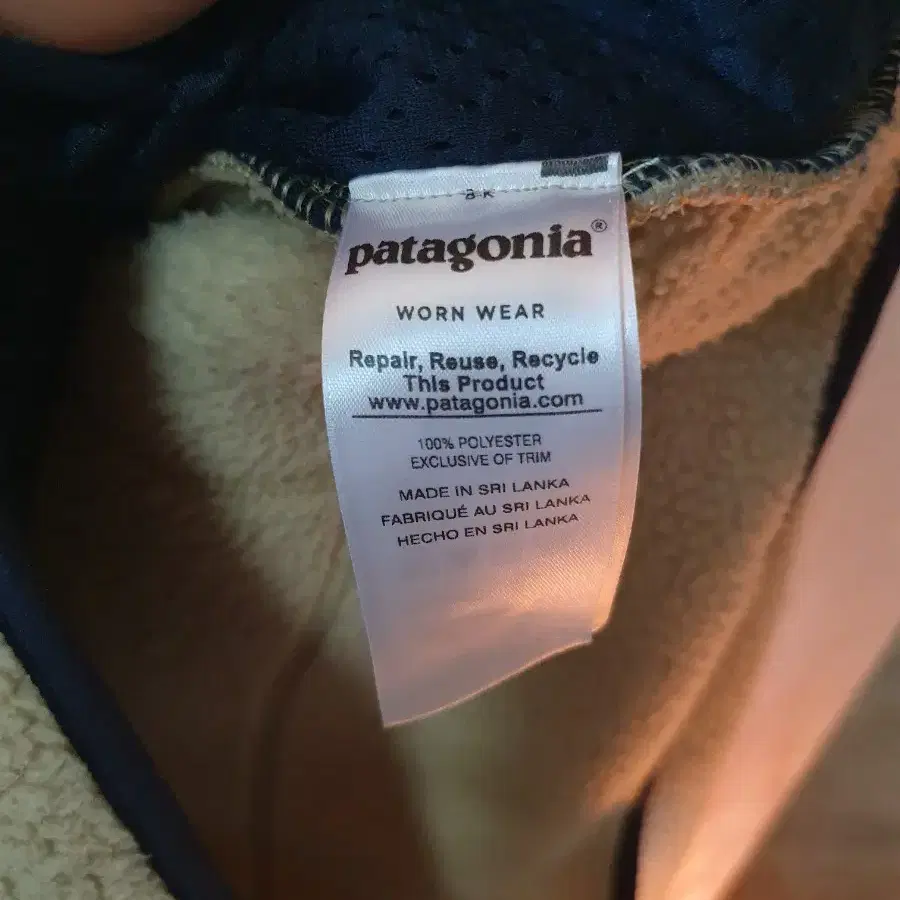 patagonia®
WORN WEAR
Repair, Reuse, Recycle
This Product
www.patagonia.com
100% POLYESTER
EXCLUSIVE OF TRIM
MADE IN SRI LANKA
FABRIQUÉ AU SRI LANKA
HECHO EN SRI LANKA